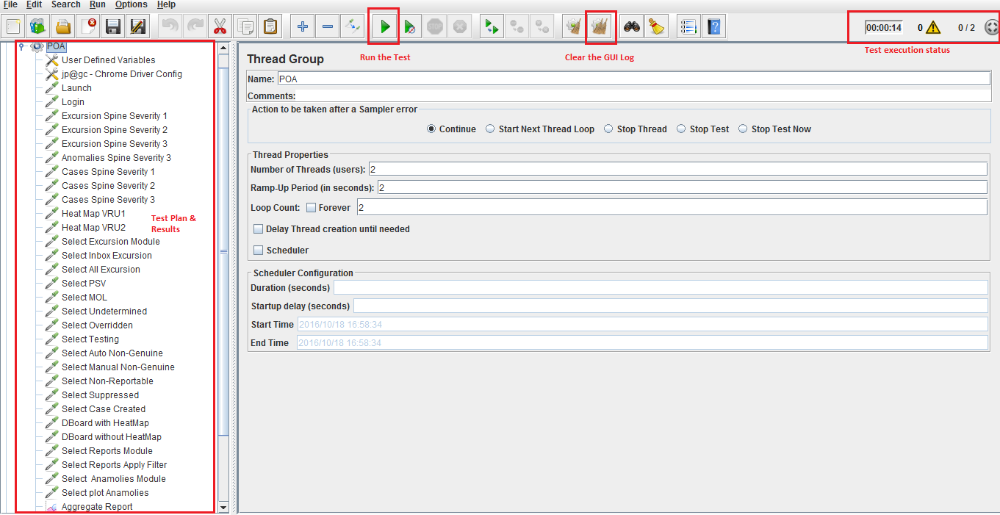 File Edit Search Run Options Help
STOP
00:00:14 0 0 / 2
Run the Test
Clear the GUI Log
Test execution status
POA
User Defined Variables
jp@gc - Chrome Driver Config
Launch
Login
Excursion Spine Severity 1
Excursion Spine Severity 2
Excursion Spine Severity 3
Anomalies Spine Severity 3
Cases Spine Severity 1
Cases Spine Severity 2
Cases Spine Severity 3
Heat Map VRU1
Heat Map VRU2
Test Plan &
Results
Select Excursion Module
Select Inbox Excursion
Select All Excursion
Select PSV
Select MOL
Select Undetermined
Select Overridden
Select Testing
Select Auto Non-Genuine
Select Manual Non-Genuine
Select Non-Reportable
Select Suppressed
Select Case Created
DBoard with HeatMap
DBoard without HeatMap
Select Reports Module
Select Reports Apply Filter
Select  Anamolies Module
Select plot Anamolies
Aggregate Report
Thread Group
Name: POA
Comments:
Action to be taken after a Sampler error
Continue Start Next Thread Loop Stop Thread Stop Test Stop Test Now
Thread Properties
Number of Threads (users): 2
Ramp-Up Period (in seconds): 2
Loop Count: Forever 2
Delay Thread creation until needed
Scheduler
Scheduler Configuration
Duration (seconds)
Startup delay (seconds)
Start Time 2016/10/18 16:58:34
End Time 2016/10/18 16:58:34